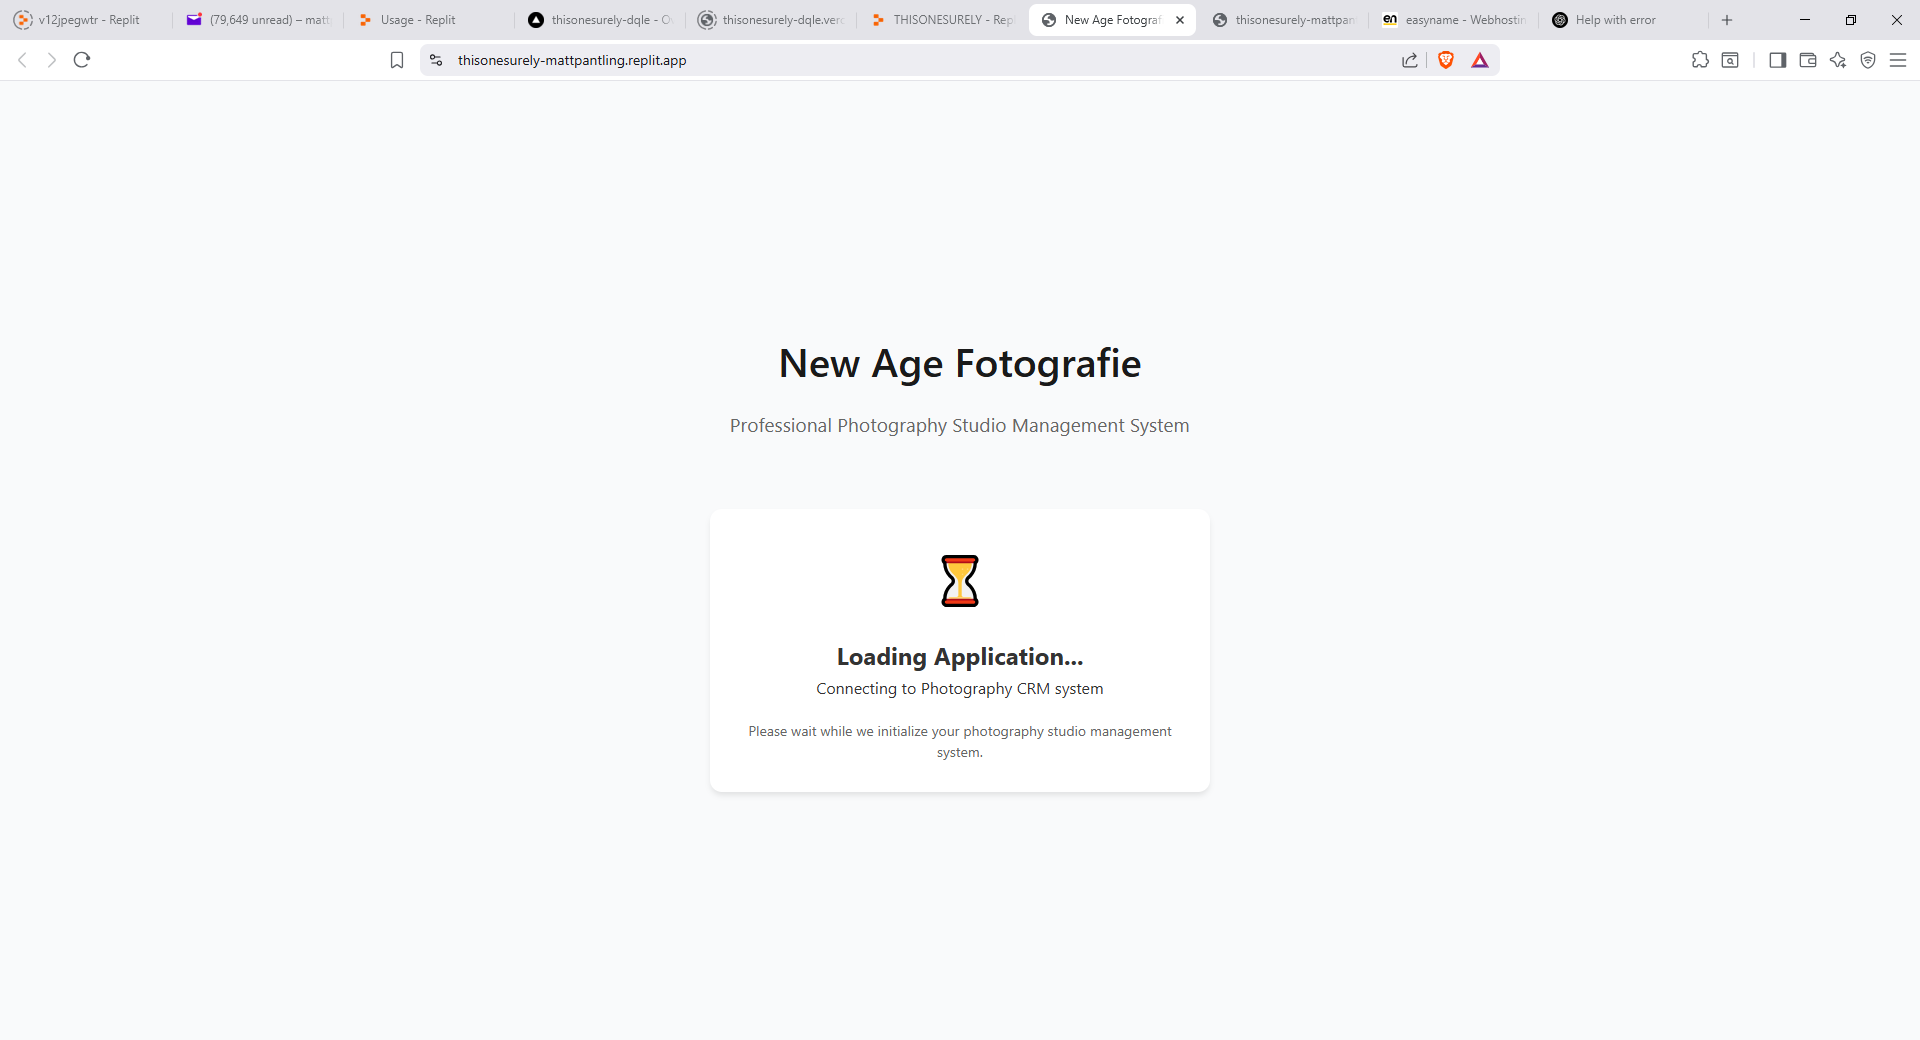 v12jpegwtr - Replit
(79,649 unread) – matt
Usage - Replit
thisonesurely-dqle - O
thisonesurely-dqle.verc
THISONESURELY - Rep
New Age Fotograf
thisonesurely-mattpan
en
easyname - Webhostin
Help with error
thisonesurely-mattpantling.replit.app
New Age Fotografie
Professional Photography Studio Management System
Loading Application...
Connecting to Photography CRM system
Please wait while we initialize your photography studio management
system.